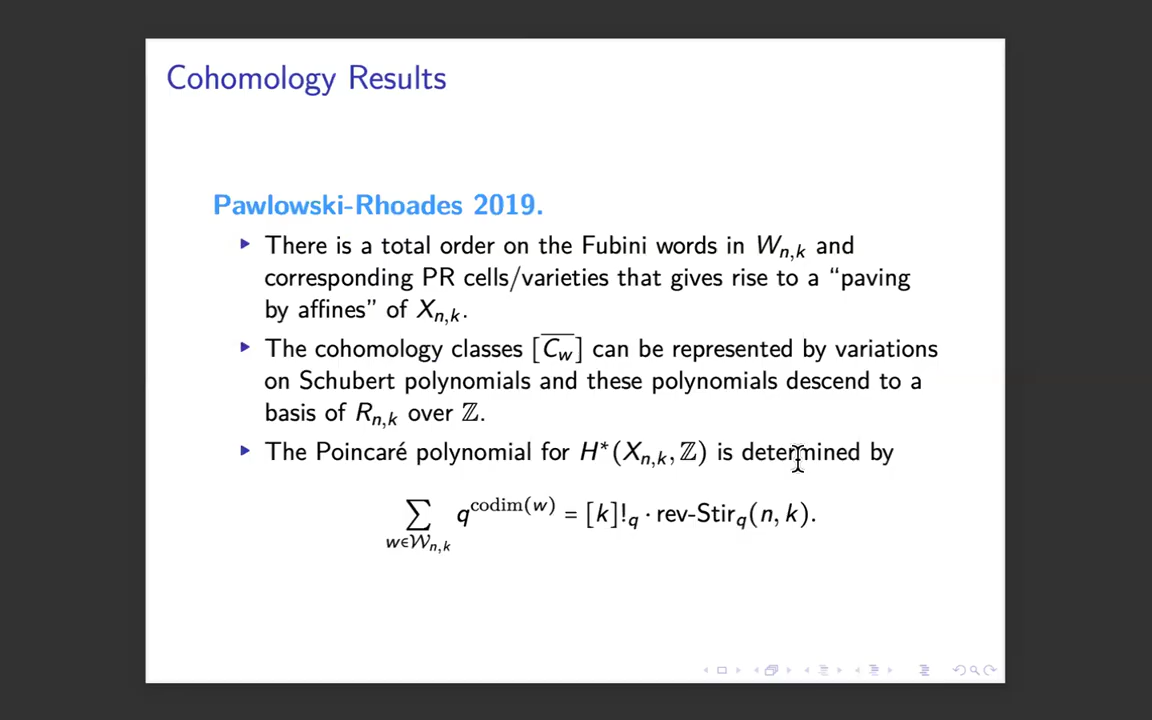 Cohomology Results
Pawlowski-Rhoades 2019.
▸ There is a total order on the Fubini words in $W_{n,k}$ and
corresponding PR cells/varieties that gives rise to a “paving
by affines” of $X_{n,k}$.
▸ The cohomology classes $[\overline{C_w}]$ can be represented by variations
on Schubert polynomials and these polynomials descend to a
basis of $R_{n,k}$ over $\mathbb{Z}$.
▸ The Poincaré polynomial for $H^*(X_{n,k}, \mathbb{Z})$ is determined by
$\sum_{w \in \mathcal{W}_{n,k}} q^{\mathrm{codim}(w)} = [k]!_q \cdot \text{rev-Stir}_q(n, k).$